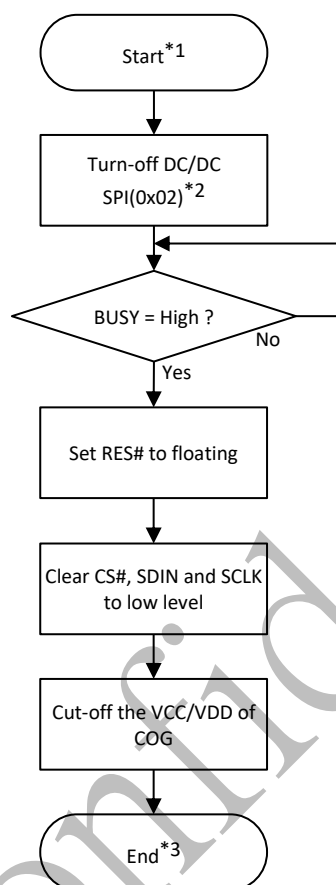 Start*1
Turn-off DC/DC
SPI(0x02)*2
BUSY = High ?
No
Yes
Set RES# to floating
Clear CS#, SDIN and SCLK
to low level
Cut-off the VCC/VDD of
COG
End*3
onfid